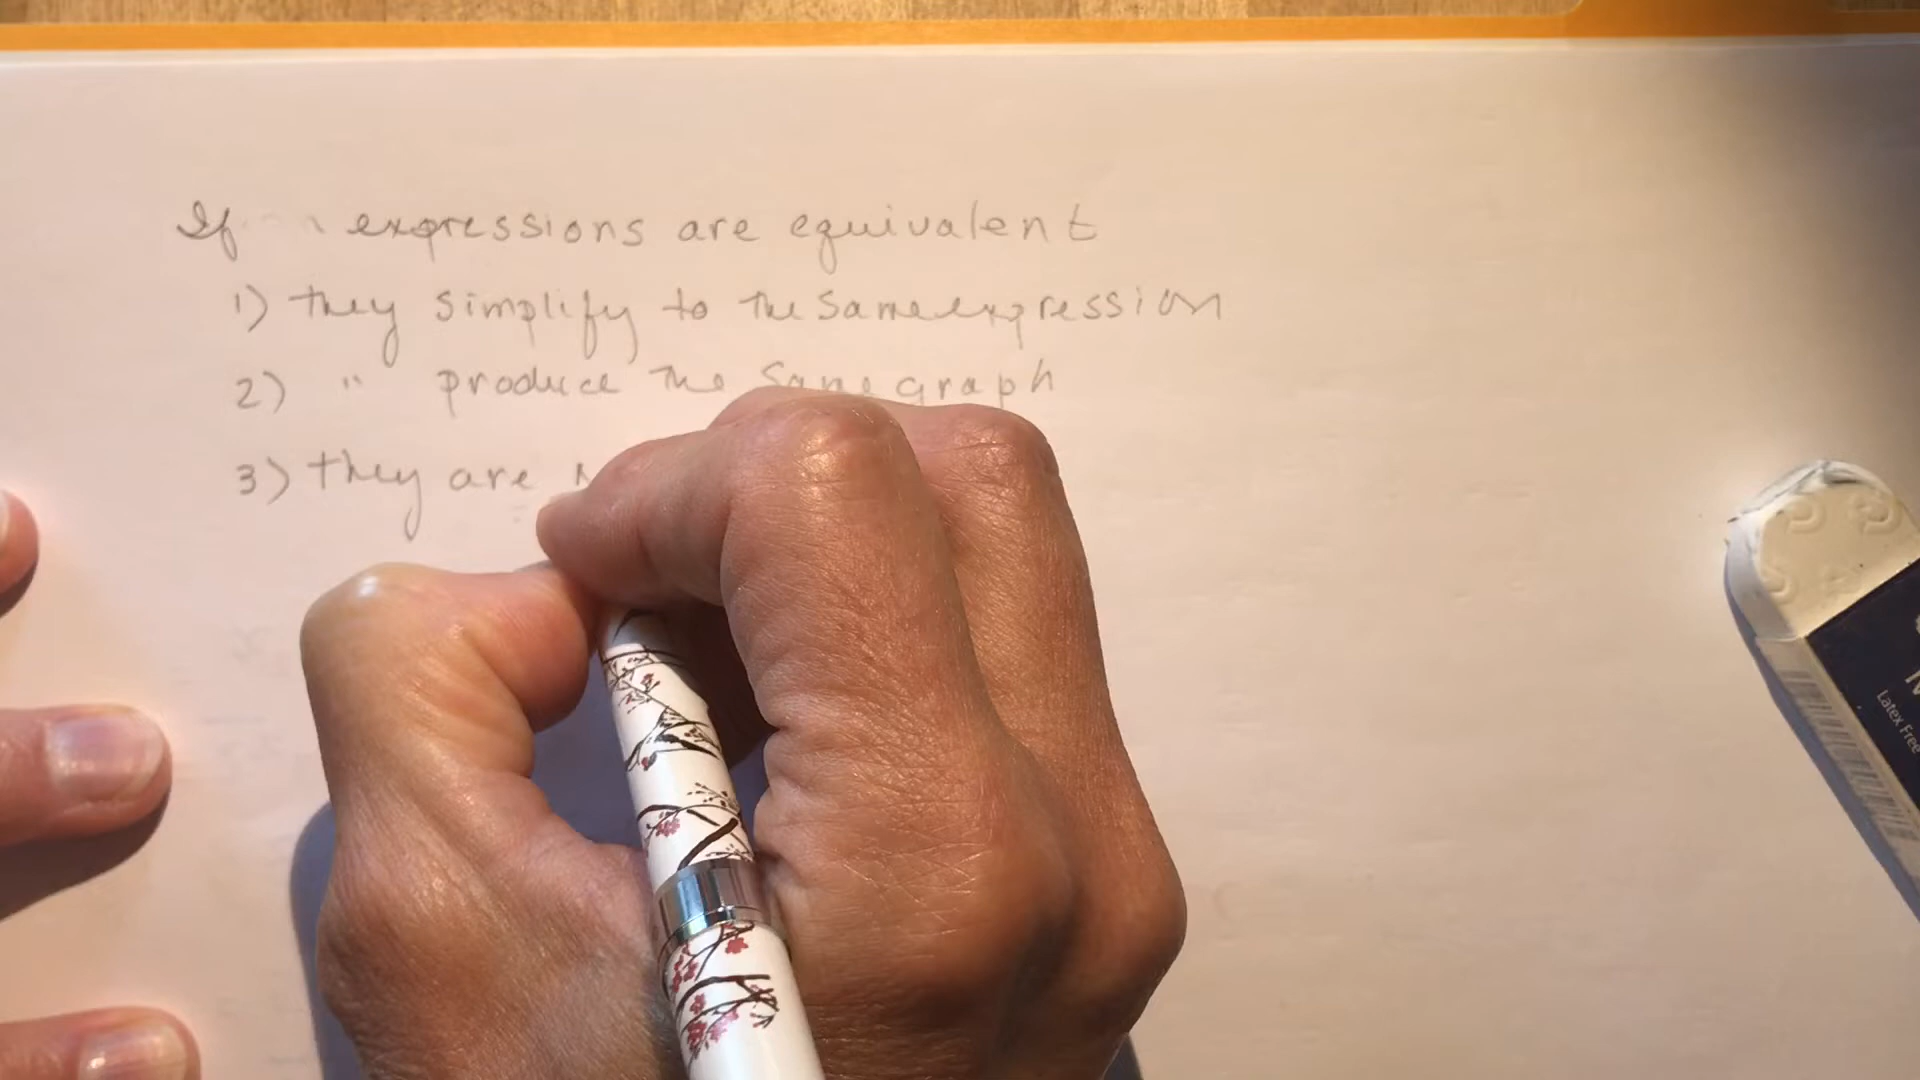 If expressions are equivalent
1) they simplify to the same expression
2) " produce the same graph
3) they are
Latex Free